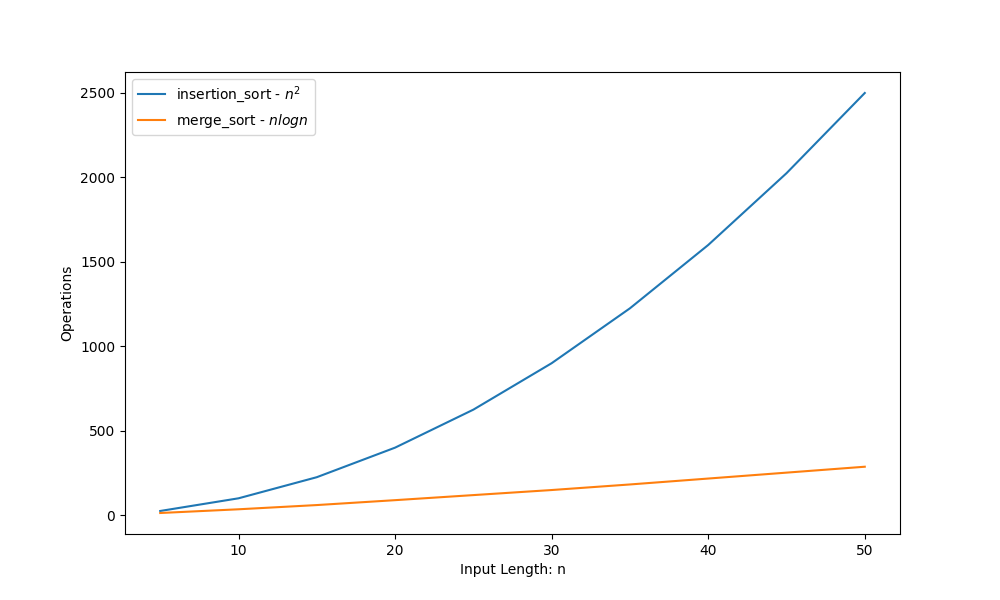 insertion_sort - n²
merge_sort - nlogn
2500
2000
1500
1000
500
0
Operations
10 20 30 40 50
Input Length: n